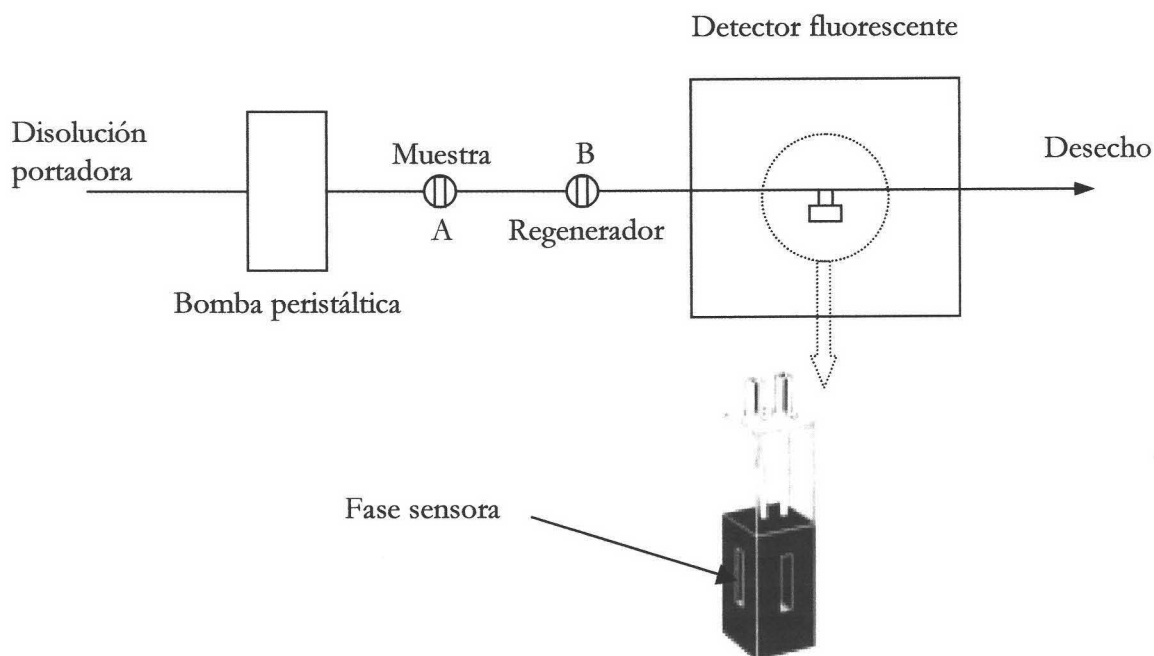 Detector fluorescente
Disolución
portadora
Muestra
B
Desecho
A
Regenerador
Bomba peristáltica
Fase sensora